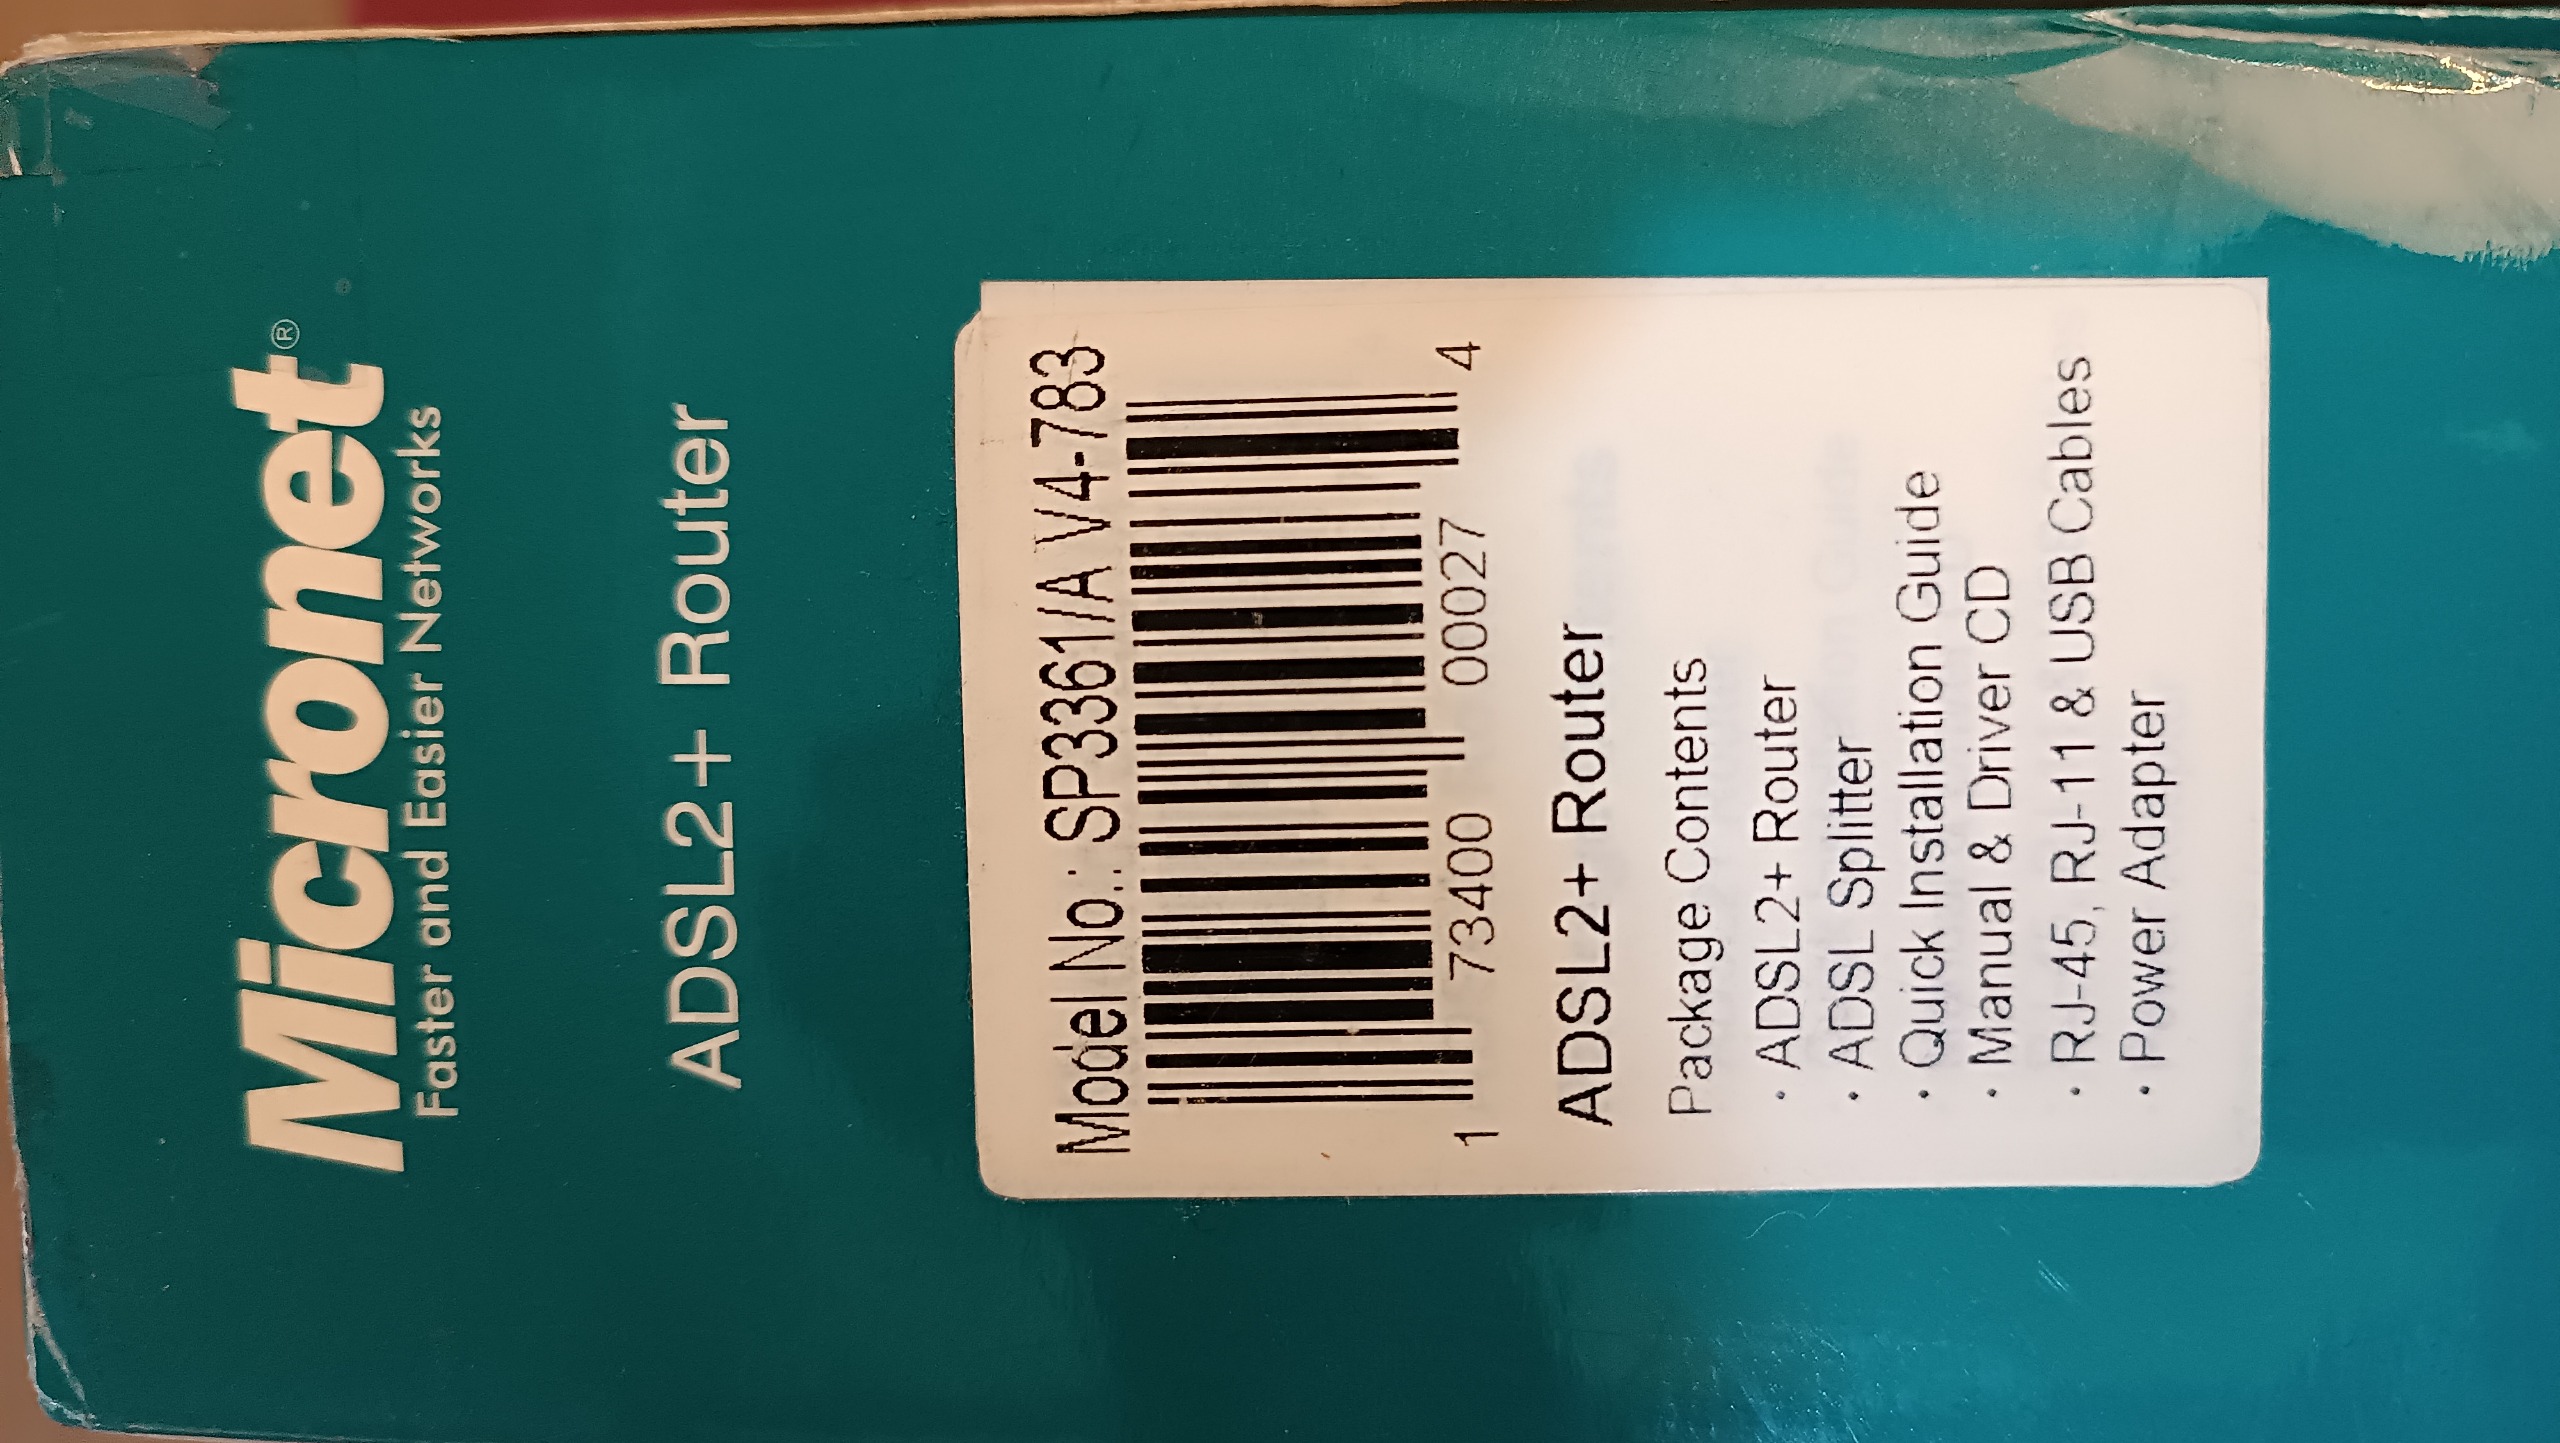 Micronet®
Faster and Easier Networks
ADSL2+ Router
Model No.: SP3361/A V4-783
1 73400 00027 4
ADSL2+ Router
Package Contents
· ADSL2+ Router
· ADSL Splitter
· Quick Installation Guide
· Manual & Driver CD
· RJ-45, RJ-11 & USB Cables
· Power Adapter